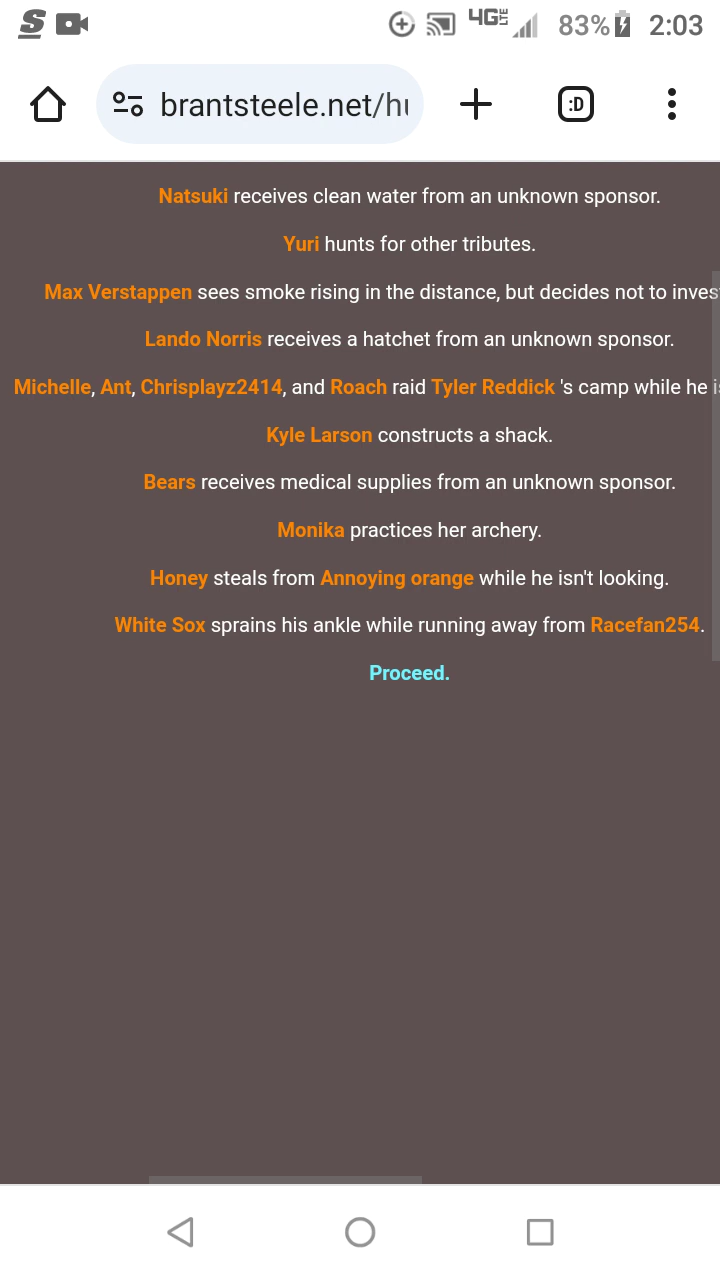 S 4G LTE 83% 2:03
brantsteele.net/hu :D
Natsuki receives clean water from an unknown sponsor.
Yuri hunts for other tributes.
Max Verstappen sees smoke rising in the distance, but decides not to inves
Lando Norris receives a hatchet from an unknown sponsor.
Michelle, Ant, Chrisplayz2414, and Roach raid Tyler Reddick 's camp while he is
Kyle Larson constructs a shack.
Bears receives medical supplies from an unknown sponsor.
Monika practices her archery.
Honey steals from Annoying orange while he isn't looking.
White Sox sprains his ankle while running away from Racefan254.
Proceed.